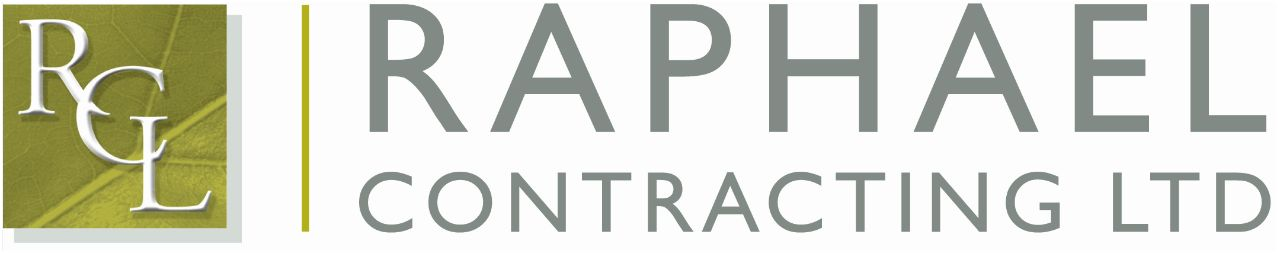 RCL
RAPHAEL
CONTRACTING LTD